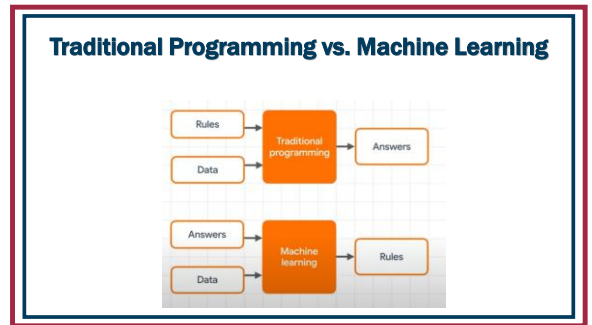 Traditional Programming vs. Machine Learning
Rules
Data
Traditional
programming
Answers
Answers
Data
Machine
learning
Rules